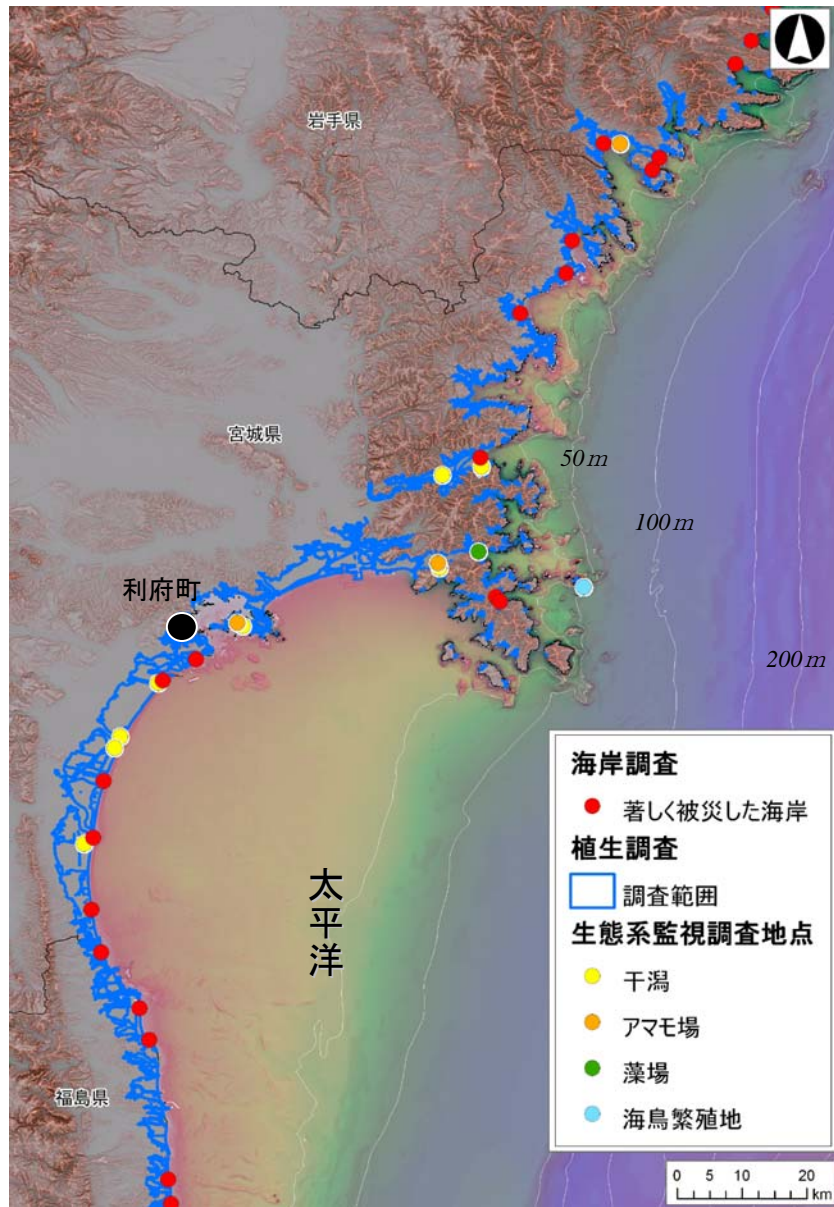 岩手県
宮城県
50 m
100 m
利府町
200 m
太平洋
福島県
海岸調査
著しく被災した海岸
植生調査
調査範囲
生態系監視調査地点
干潟
アマモ場
藻場
海鳥繁殖地
0 5 10 20
km